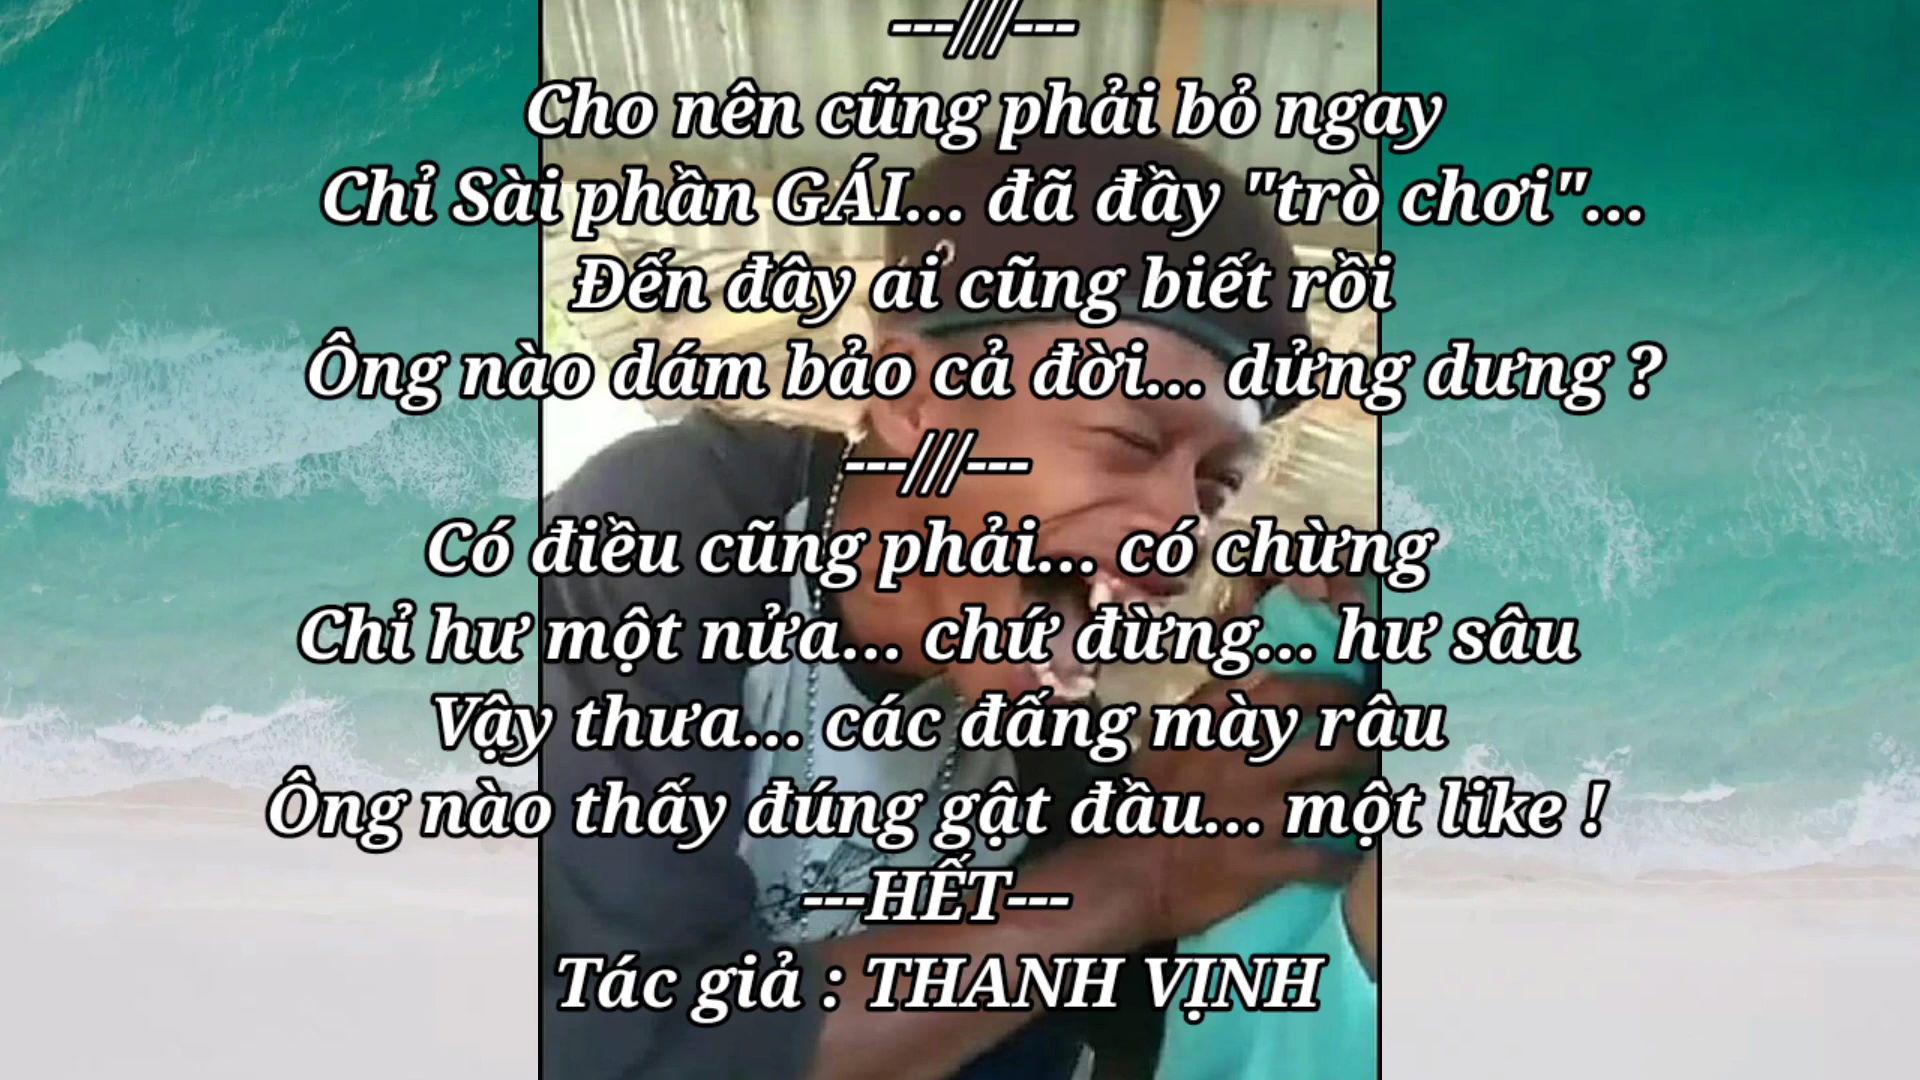 ---///---
Cho nên cũng phải bỏ ngay
Chỉ Sài phần GÁI... đã đầy "trò chơi"...
Đến đây ai cũng biết rồi
Ông nào dám bảo cả đời... dửng dưng ?
---///---
Có điều cũng phải... có chừng
Chỉ hư một nửa... chứ đừng... hư sâu
Vậy thưa... các đấng mày râu
Ông nào thấy đúng gật đầu... một like !
---HẾT---
Tác giả : THANH VỊNH